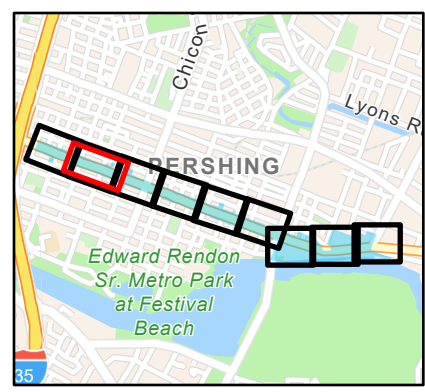 Chicon
Lyons R
PERSHING
Edward Rendon
Sr. Metro Park
at Festival
Beach
35